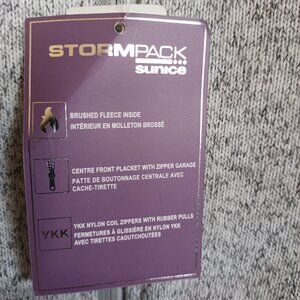 STORMPACK
sunice
BRUSHED FLEECE INSIDE
INTÉRIEUR EN MOLLETON BROSSÉ
CENTRE FRONT PLACKET WITH ZIPPER GARAGE
PATTE DE BOUTONNAGE CENTRALE AVEC
CACHE-TIRETTE
YKK
YKK NYLON COIL ZIPPERS WITH RUBBER PULLS
FERMETURES À GLISSIÈRE EN NYLON YKK
AVEC TIRETTES CAOUTCHOUTÉES